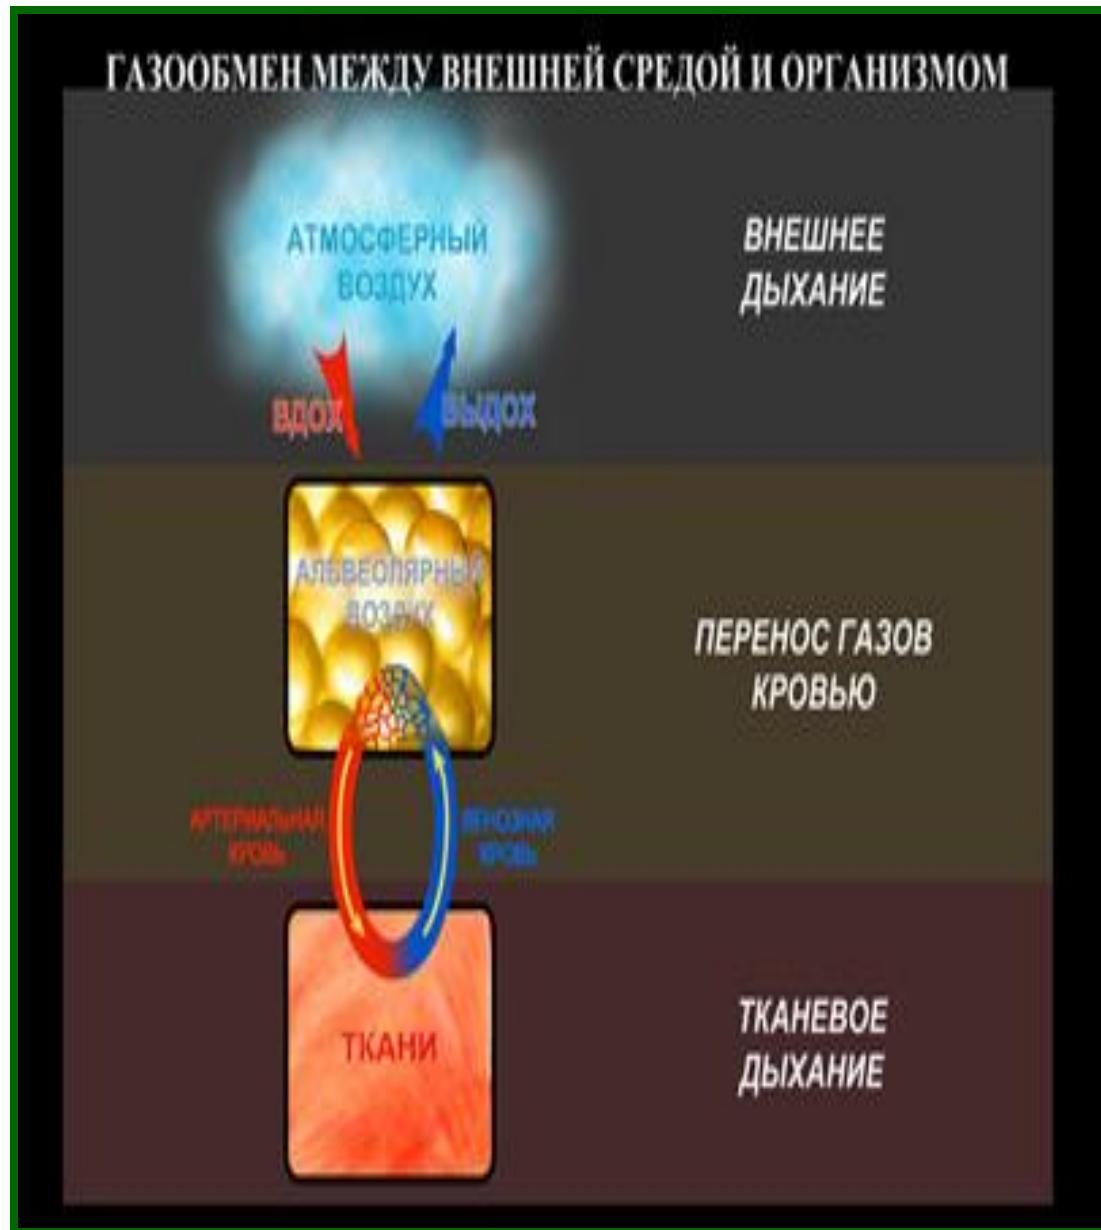 ГАЗООБМЕН МЕЖДУ ВНЕШНЕЙ СРЕДОЙ И ОРГАНИЗМОМ
АТМОСФЕРНЫЙ
ВОЗДУХ
ВНЕШНЕЕ
ДЫХАНИЕ
ВДОХ
ВЫДОХ
АЛЬВЕОЛЯРНЫЙ
ВОЗДУХ
ПЕРЕНОС ГАЗОВ
КРОВЬЮ
АРТЕРИАЛЬНАЯ
КРОВЬ
ВЕНОЗНАЯ
КРОВЬ
ТКАНИ
ТКАНЕВОЕ
ДЫХАНИЕ